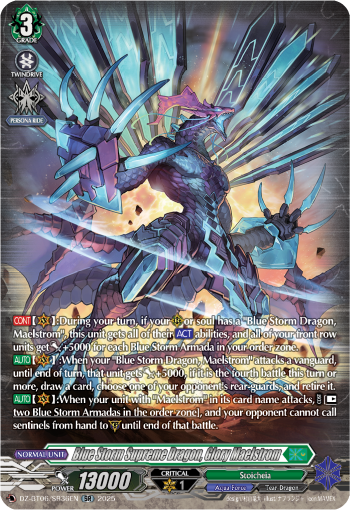 3
GRADE
TWINDRIVE
PERSONA RIDE
CONT【 】:During your turn, if your or soul has a "Blue Storm Dragon,
Maelstrom", this unit gets all of their ACT abilities, and all of your front row
units get +5000 for each Blue Storm Armada in your order zone.
AUTO【 】:When your "Blue Storm Dragon, Maelstrom" attacks a vanguard,
until end of turn, that unit gets +5000, if it is the fourth battle this turn or
more, draw a card, choose one of your opponent's rear-guards, and retire it.
AUTO【 】:When your unit with "Maelstrom" in its card name attacks,
two Blue Storm Armadas in the order zone], and your opponent cannot call
sentinels from hand to until end of that battle.
NORMAL UNIT
Blue Storm Supreme Dragon, Glory Maelstrom
POWER 13000
CRITICAL
1
Stoicheia
Aqua Force
Tear Dragon
2025